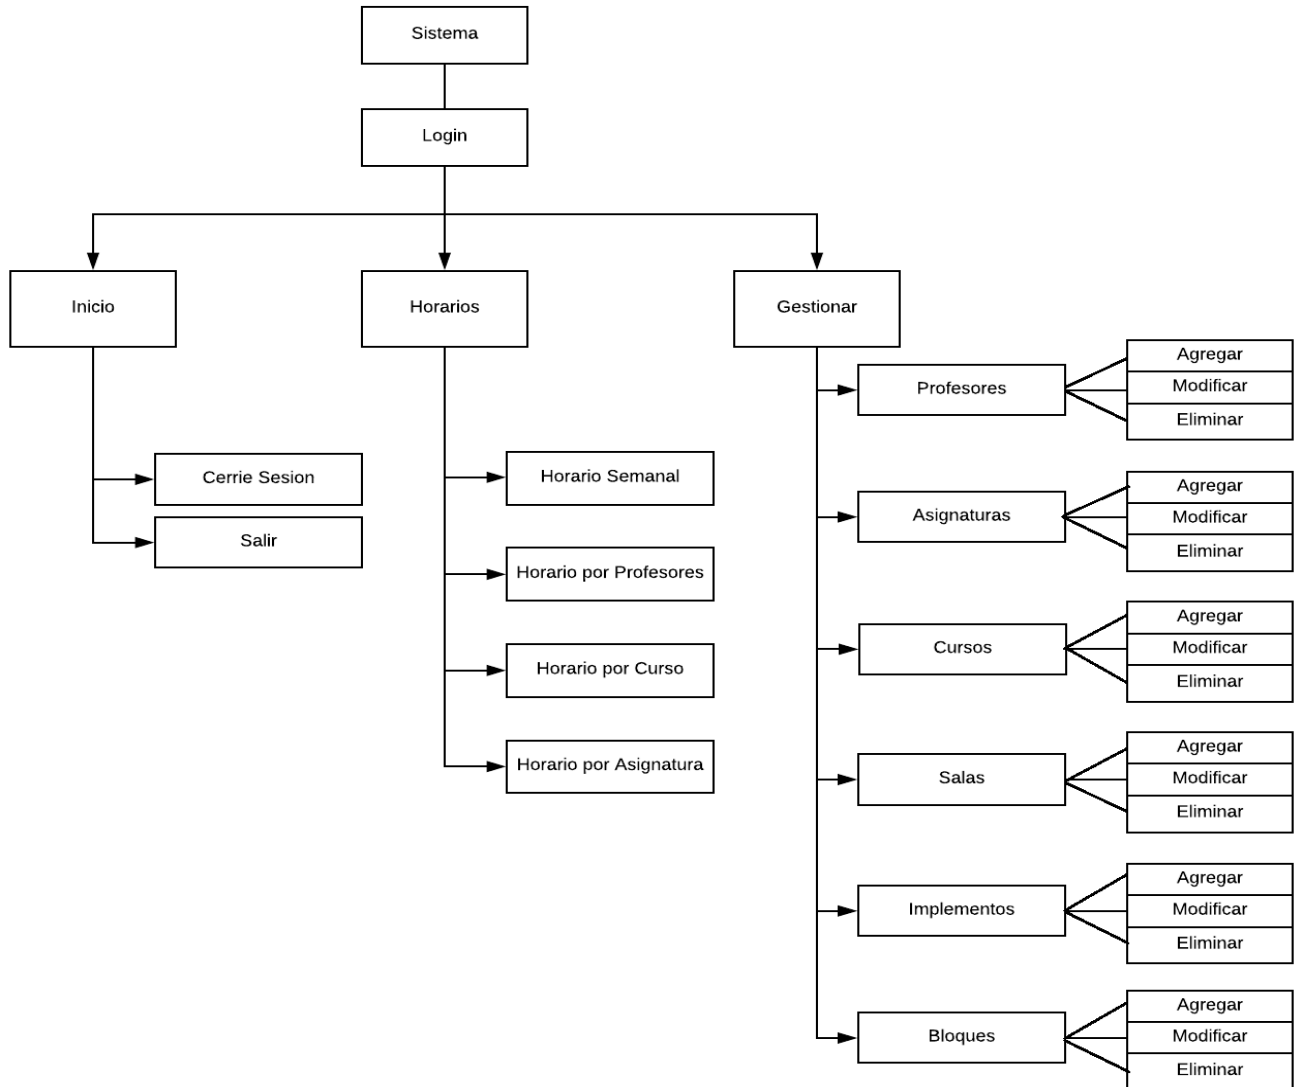 Sistema
Login
Inicio
Horarios
Gestionar
Cerrie Sesion
Salir
Horario Semanal
Horario por Profesores
Horario por Curso
Horario por Asignatura
Profesores
Agregar
Modificar
Eliminar
Asignaturas
Agregar
Modificar
Eliminar
Cursos
Agregar
Modificar
Eliminar
Salas
Agregar
Modificar
Eliminar
Implementos
Agregar
Modificar
Eliminar
Bloques
Agregar
Modificar
Eliminar